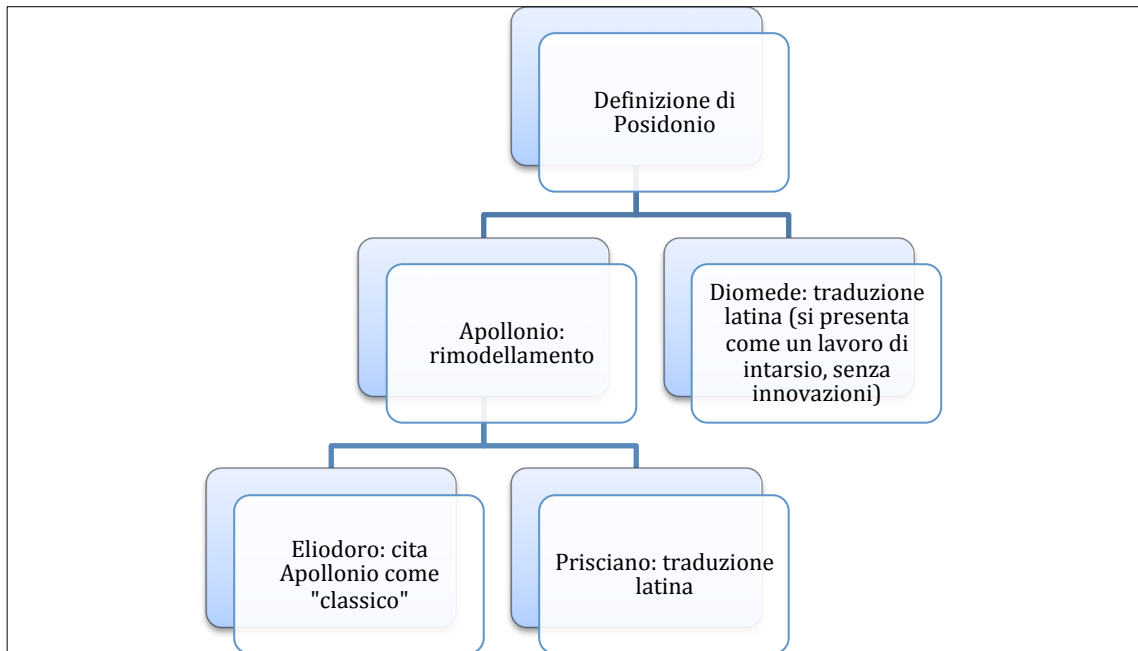 Definizione di
Posidonio
Apollonio:
rimodellamento
Diomede: traduzione
latina (si presenta
come un lavoro di
intarsio, senza
innovazioni)
Eliodoro: cita
Apollonio come
"classico"
Prisciano: traduzione
latina